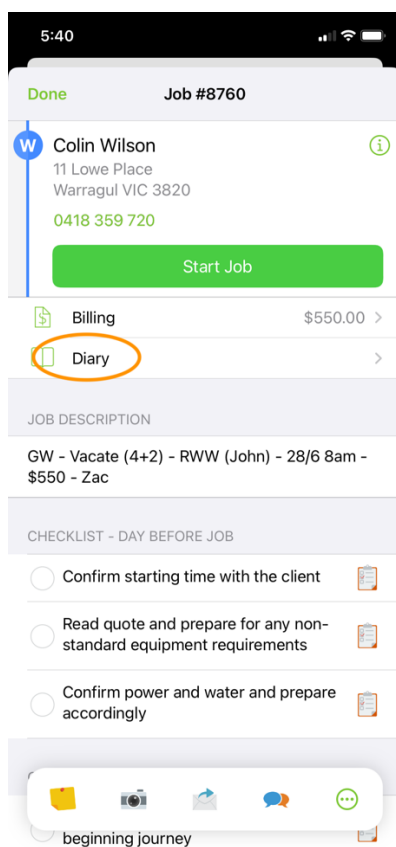 5:40
Done
Job #8760
W
Colin Wilson
11 Lowe Place
Warragul VIC 3820
0418 359 720
Start Job
Billing
$550.00
Diary
JOB DESCRIPTION
GW - Vacate (4+2) - RWW (John) - 28/6 8am -
$550 - Zac
CHECKLIST - DAY BEFORE JOB
Confirm starting time with the client
Read quote and prepare for any non-
standard equipment requirements
Confirm power and water and prepare
accordingly
beginning journey